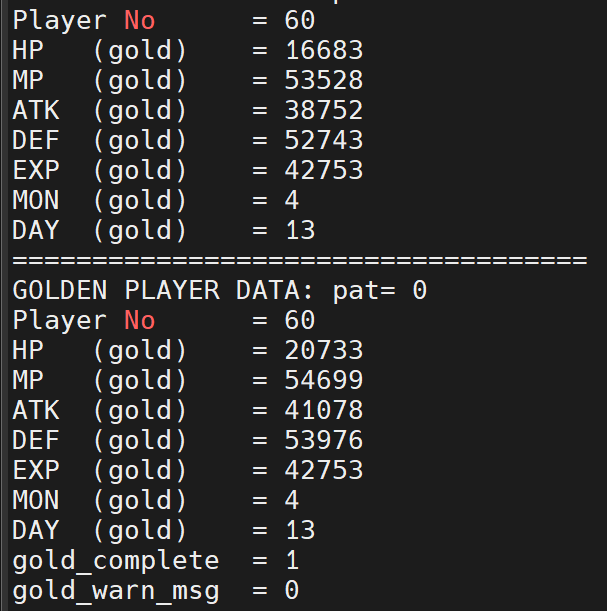 Player No      = 60
HP   (gold)    = 16683
MP   (gold)    = 53528
ATK  (gold)    = 38752
DEF  (gold)    = 52743
EXP  (gold)    = 42753
MON  (gold)    = 4
DAY  (gold)    = 13
====================================
GOLDEN PLAYER DATA: pat= 0
Player No      = 60
HP   (gold)    = 20733
MP   (gold)    = 54699
ATK  (gold)    = 41078
DEF  (gold)    = 53976
EXP  (gold)    = 42753
MON  (gold)    = 4
DAY  (gold)    = 13
gold_complete  = 1
gold_warn_msg  = 0